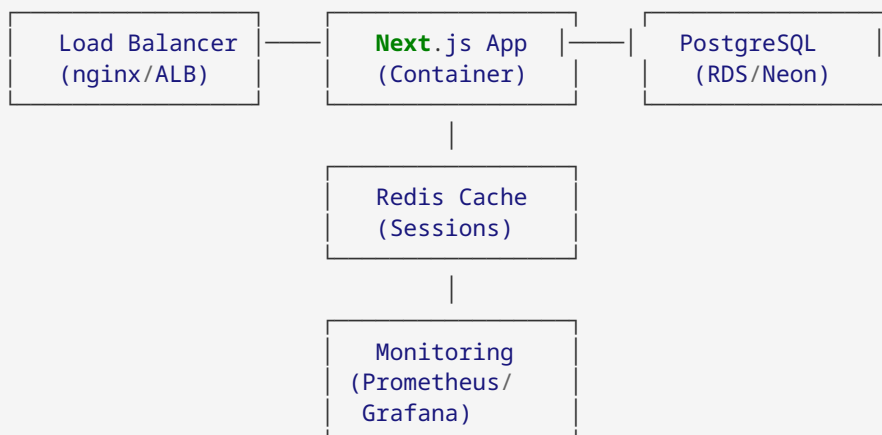 Load Balancer Next.js App PostgreSQL
(nginx/ALB) (Container) (RDS/Neon)
Redis Cache
(Sessions)
Monitoring
(Prometheus/
Grafana)